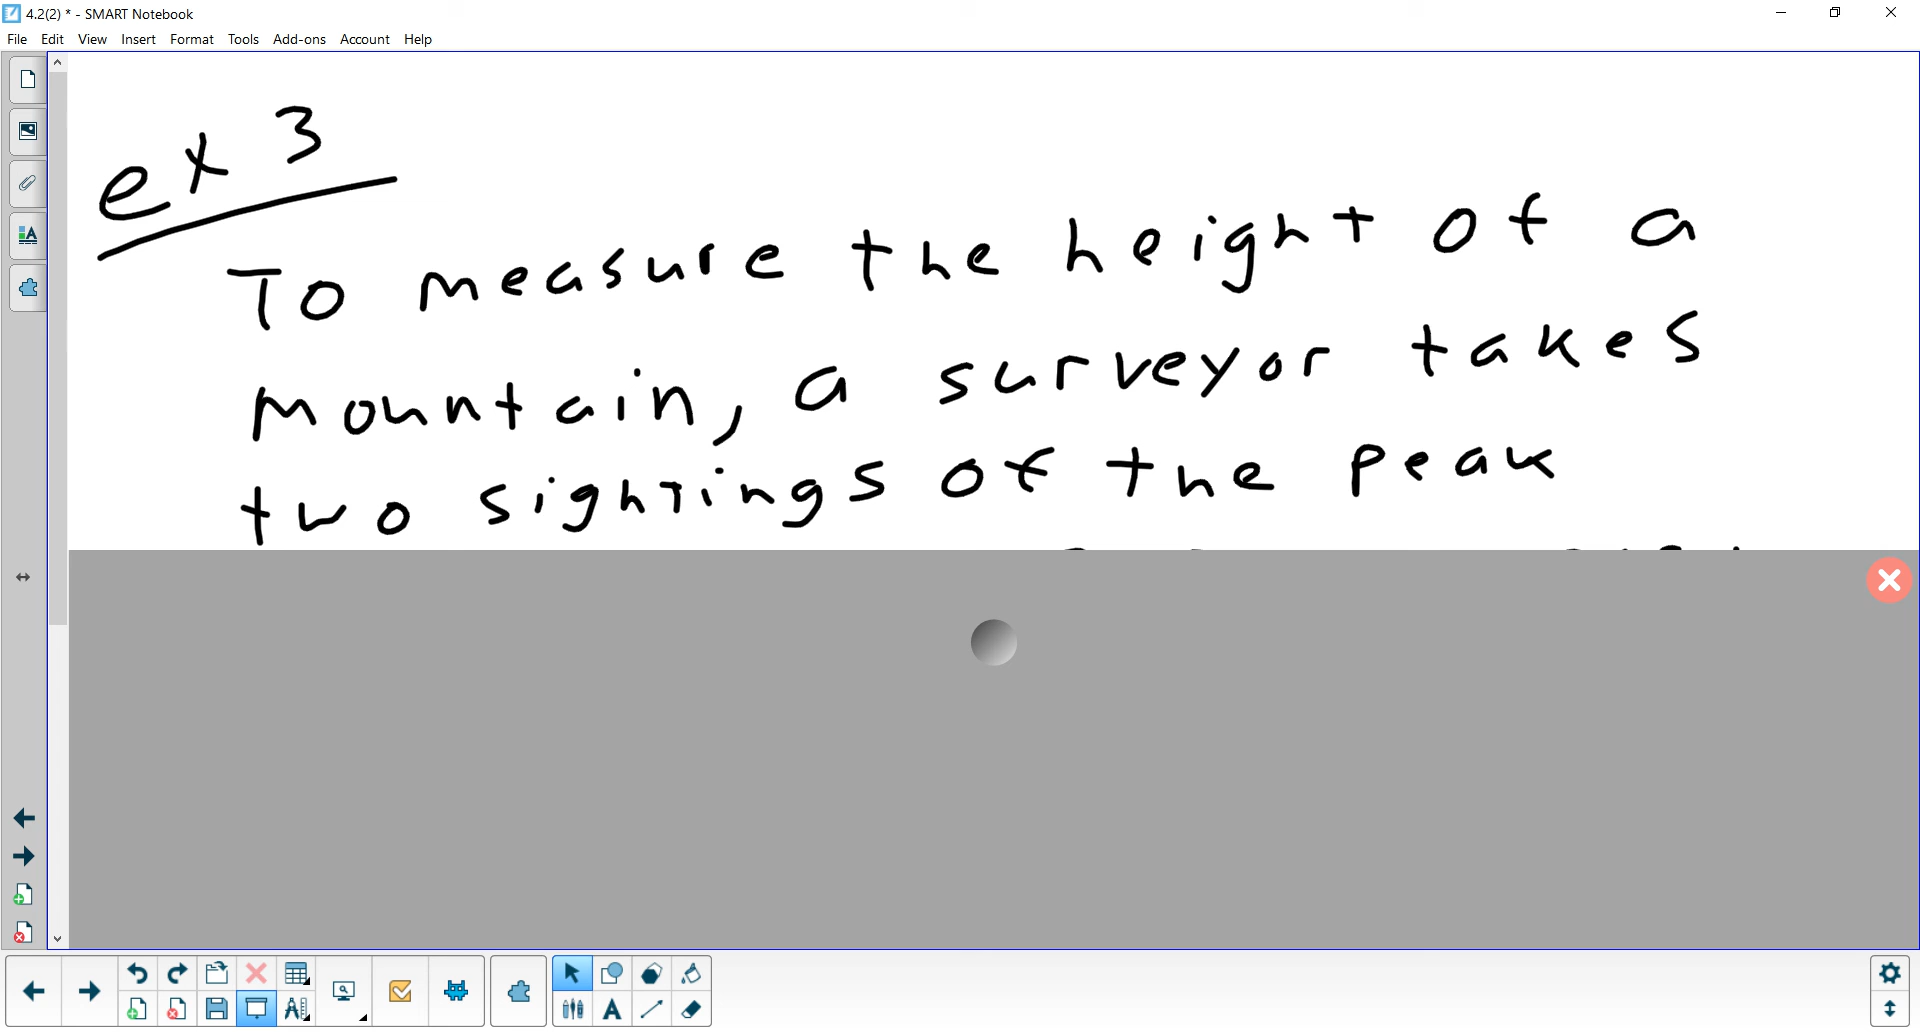 4.2(2) * - SMART Notebook
File Edit View Insert Format Tools Add-ons Account Help
ex 3
To measure the height of a
mountain, a surveyor takes
two sightings of the peak